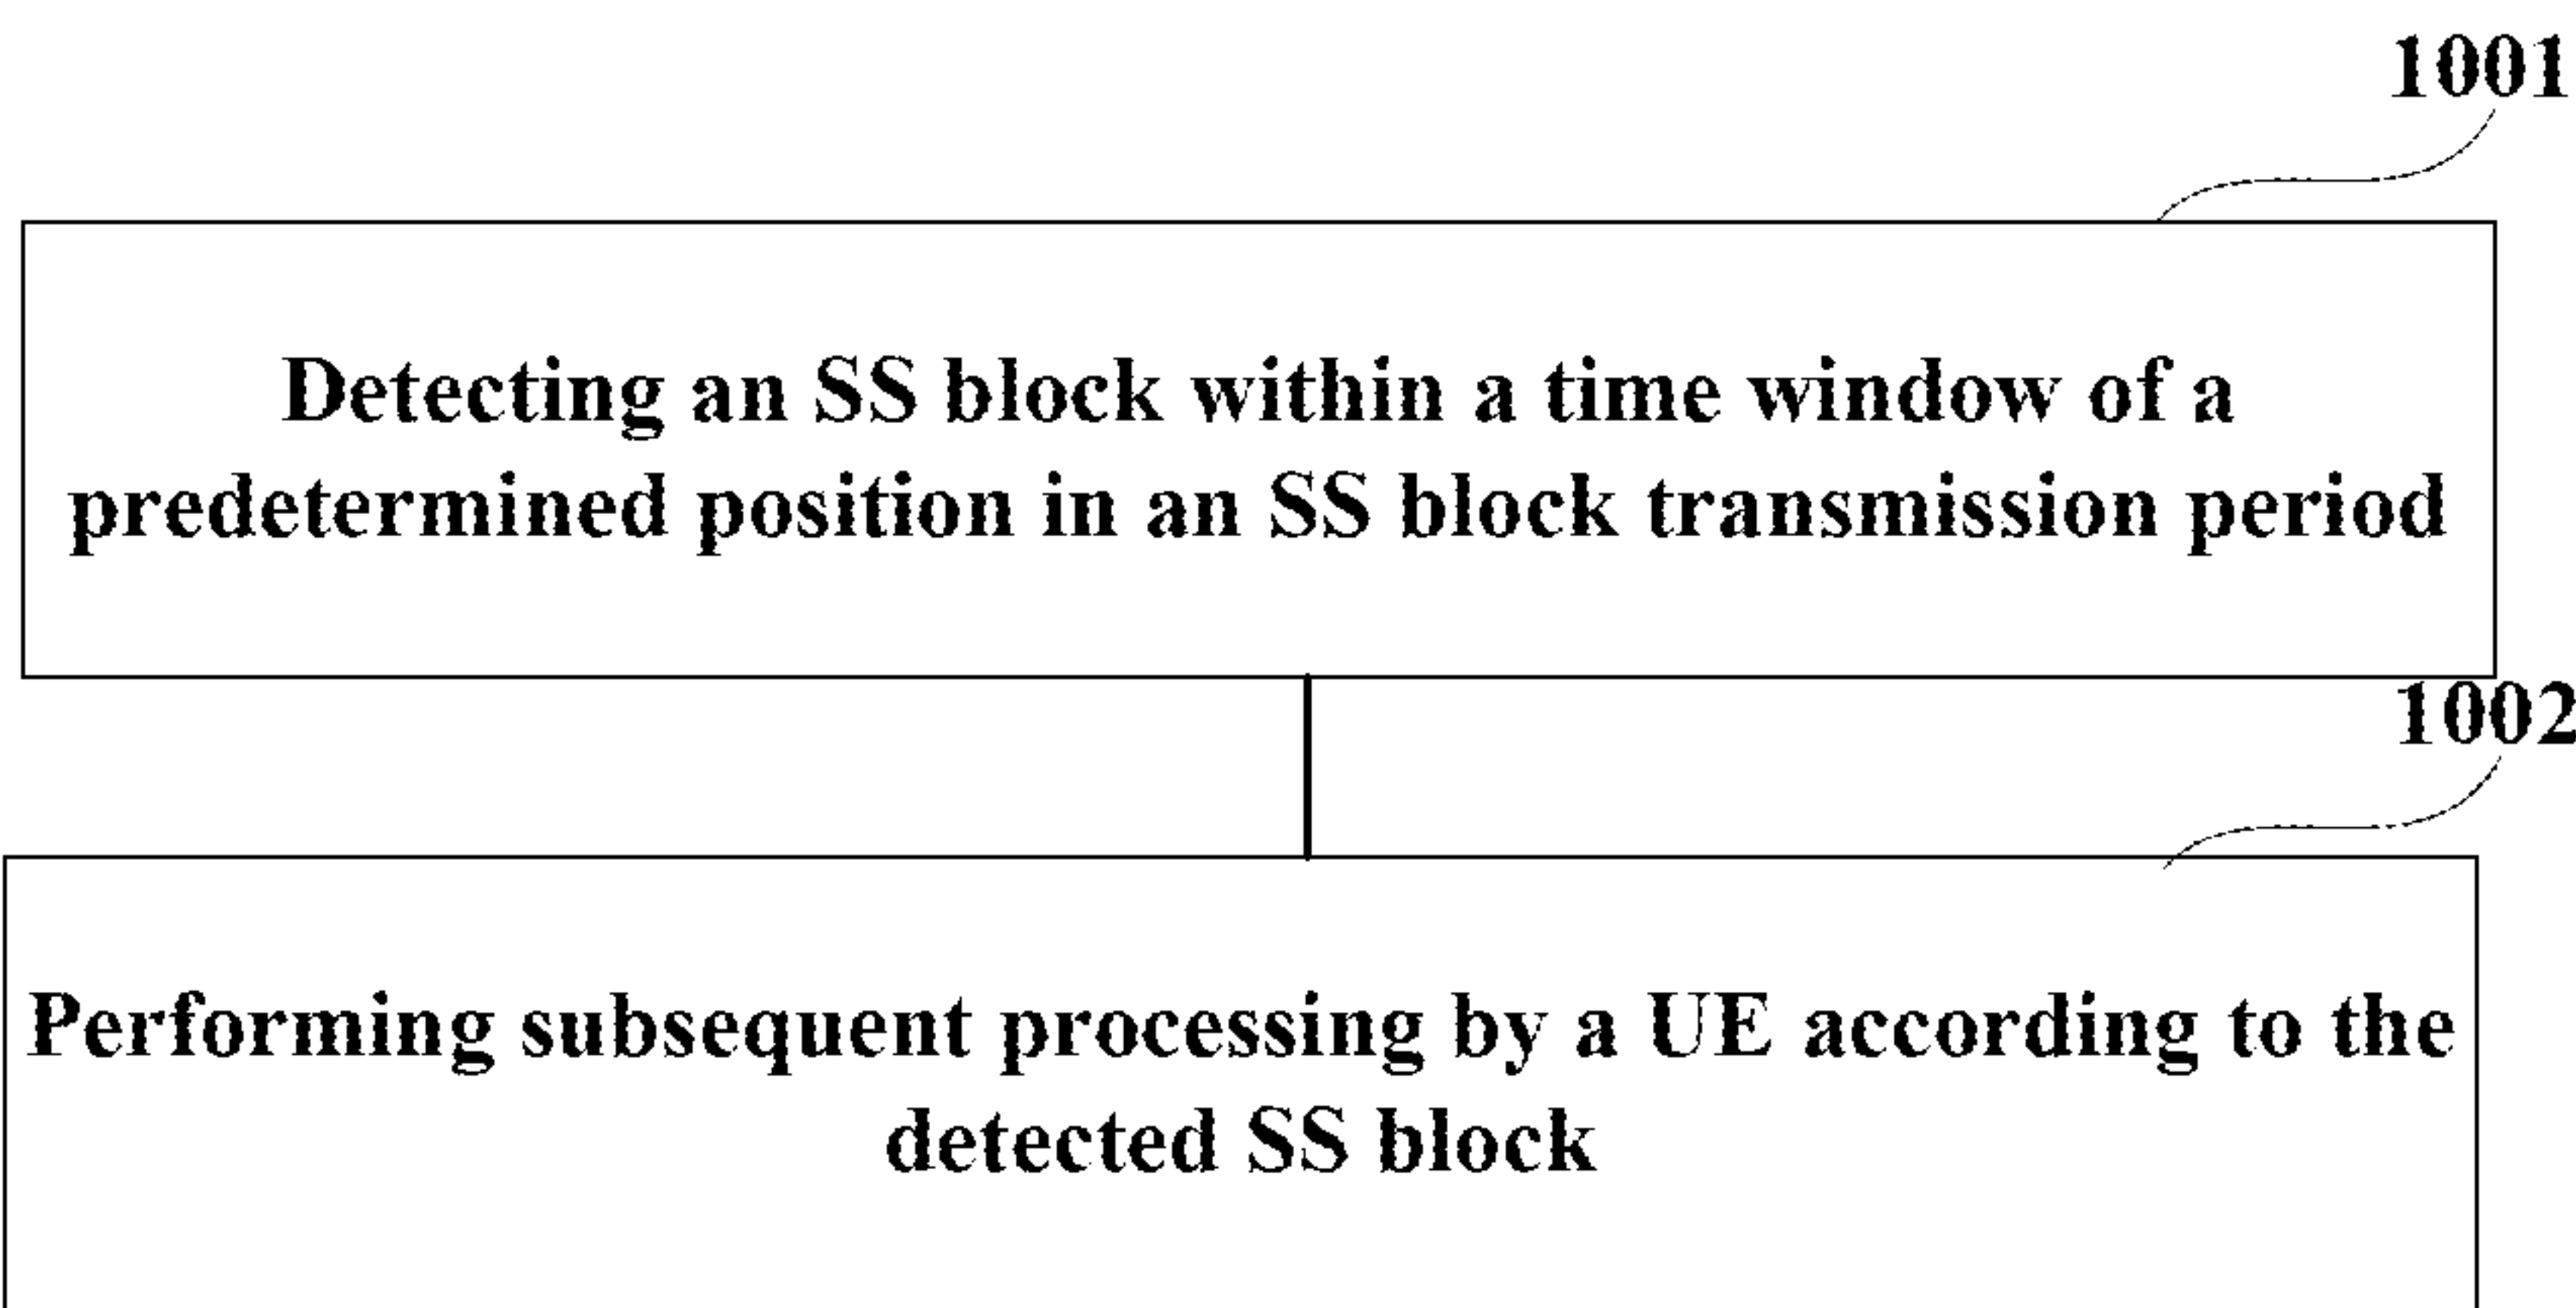 1001
Detecting an SS block within a time window of a
predetermined position in an SS block transmission period
1002
Performing subsequent processing by a UE according to the
detected SS block